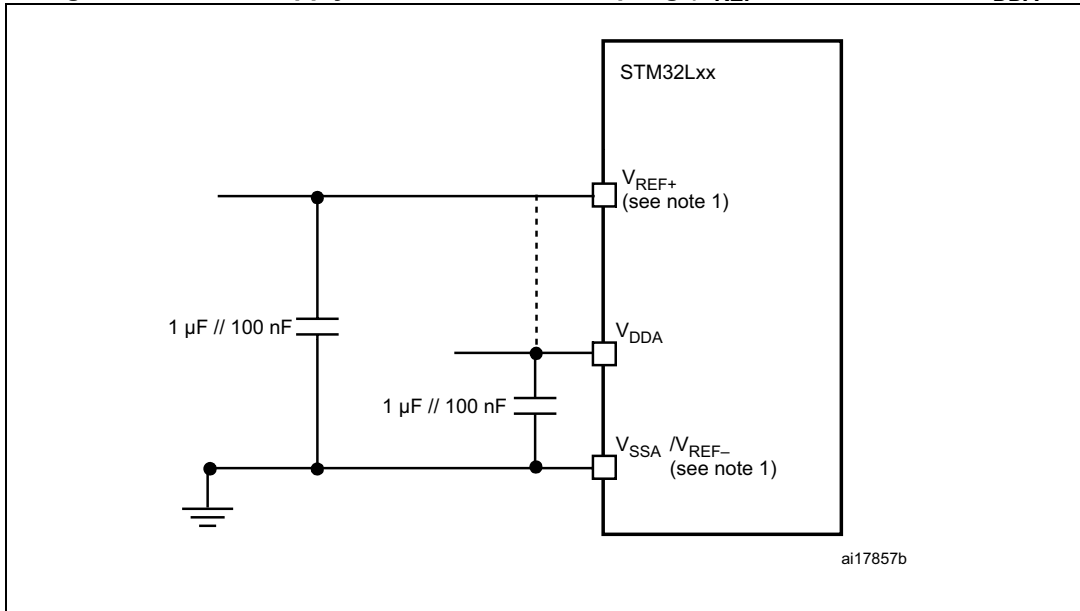 STM32Lxx
VREF+
(see note 1)
1 µF // 100 nF
VDDA
1 µF // 100 nF
VSSA /VREF–
(see note 1)
ai17857b